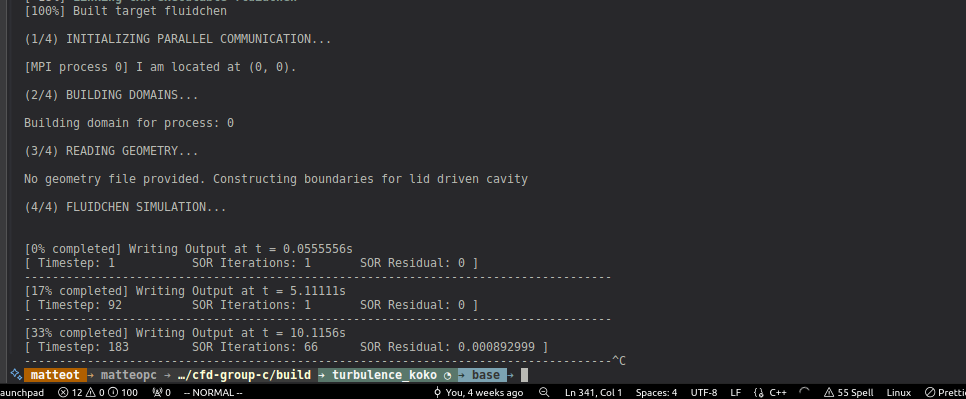 [100%] Built target fluidchen
(1/4) INITIALIZING PARALLEL COMMUNICATION...
[MPI process 0] I am located at (0, 0).
(2/4) BUILDING DOMAINS...
Building domain for process: 0
(3/4) READING GEOMETRY...
No geometry file provided. Constructing boundaries for lid driven cavity
(4/4) FLUIDCHEN SIMULATION...
[0% completed] Writing Output at t = 0.0555556s
[ Timestep: 1 SOR Iterations: 1 SOR Residual: 0 ]
------------------------------------------------------------------------------------
[17% completed] Writing Output at t = 5.11111s
[ Timestep: 92 SOR Iterations: 1 SOR Residual: 0 ]
------------------------------------------------------------------------------------
[33% completed] Writing Output at t = 10.1156s
[ Timestep: 183 SOR Iterations: 66 SOR Residual: 0.000892999 ]
------------------------------------------------------------------------------------^C
matteot → matteopc → …/cfd-group-c/build → turbulence_koko → base →
aunchpad 12 0 100 0 -- NORMAL -- You, 4 weeks ago Ln 341, Col 1 Spaces: 4 UTF-8 LF {} C++ 55 Spell Linux Pretti